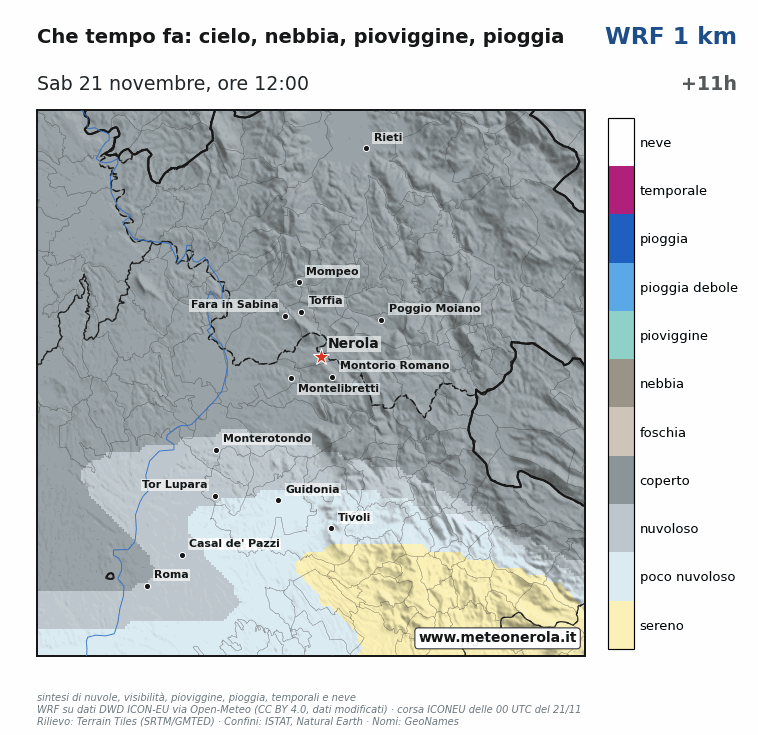 Che tempo fa: cielo, nebbia, pioviggine, pioggia
WRF 1 km
Sab 21 novembre, ore 12:00
+11h
Rieti
Mompeo
Toffia
Fara in Sabina
Poggio Moiano
Nerola
Montorio Romano
Montelibretti
Monterotondo
Tor Lupara
Guidonia
Tivoli
Casal de' Pazzi
Roma
www.meteonerola.it
neve
temporale
pioggia
pioggia debole
pioviggine
nebbia
foschia
coperto
nuvoloso
poco nuvoloso
sereno
sintesi di nuvole, visibilità, pioviggine, pioggia, temporali e neve
WRF su dati DWD ICON-EU via Open-Meteo (CC BY 4.0, dati modificati) · corsa ICONEU delle 00 UTC del 21/11
Rilievo: Terrain Tiles (SRTM/GMTED) · Confini: ISTAT, Natural Earth · Nomi: GeoNames